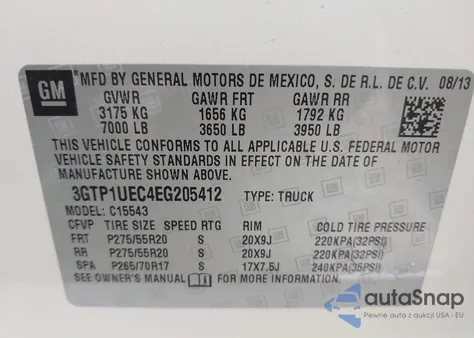 GM
MFD BY GENERAL MOTORS DE MEXICO, S. DE R.L. DE C.V. 08/13
GVWR GAWR FRT GAWR RR
3175 KG 1656 KG 1792 KG
7000 LB 3650 LB 3950 LB
THIS VEHICLE CONFORMS TO ALL APPLICABLE U.S. FEDERAL MOTOR
VEHICLE SAFETY STANDARDS IN EFFECT ON THE DATE OF
MANUFACTURE SHOWN ABOVE.
3GTP1UEC4EG205412 TYPE: TRUCK
MODEL: C15543
CFVP TIRE SIZE SPEED RTG RIM COLD TIRE PRESSURE
FRT P275/55R20 S 20X9J 220KPA(32PSI)
RR P275/55R20 S 20X9J 220KPA(32PSI)
SPA P265/70R17 S 17X7.5J 240KPA(35PSI)
SEE OWNER'S MANUAL FOR MORE INFORMATION.
autoSnap
Pewne auta z aukcji USA i EU